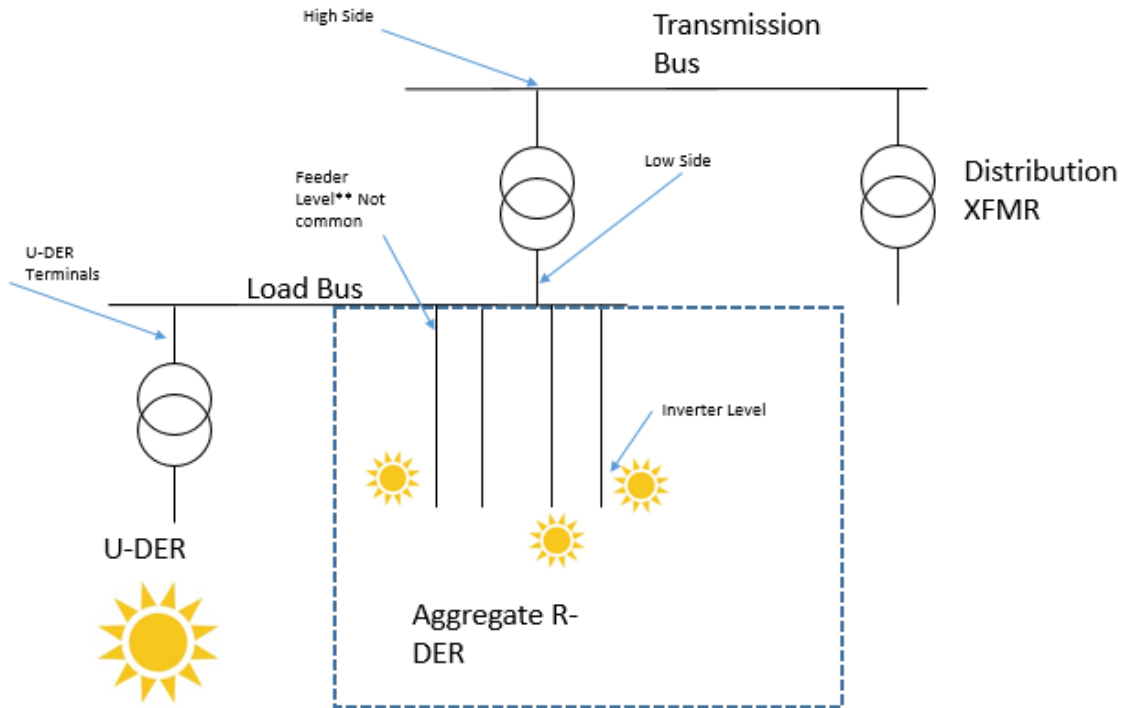 High Side
Transmission
Bus
Feeder
Level** Not
common
Low Side
Distribution
XFMR
U-DER
Terminals
Load Bus
Inverter Level
U-DER
Aggregate R-
DER